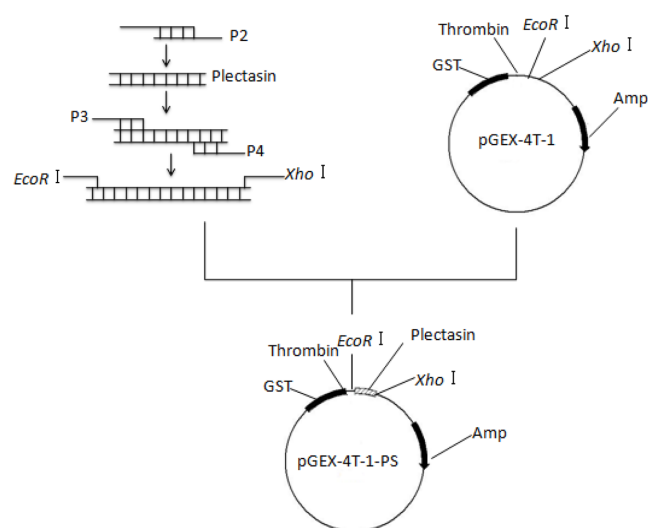 P2
Plectasin
P3
P4
EcoR I
Xho I
Thrombin
EcoR I
Xho I
GST
Amp
pGEX-4T-1
Thrombin
EcoR I
Plectasin
Xho I
GST
Amp
pGEX-4T-1-PS